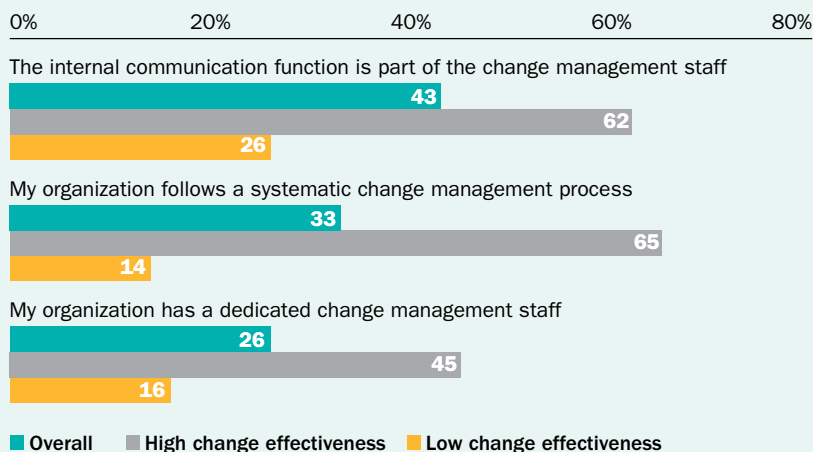 0% 20% 40% 60% 80%
The internal communication function is part of the change management staff
43
62
26
My organization follows a systematic change management process
33
65
14
My organization has a dedicated change management staff
26
45
16
Overall High change effectiveness Low change effectiveness